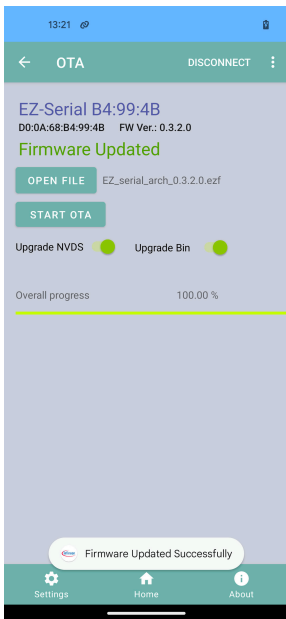 13:21
OTA DISCONNECT
EZ-Serial B4:99:4B
D0:0A:68:B4:99:4B FW Ver.: 0.3.2.0
Firmware Updated
OPEN FILE EZ_serial_arch_0.3.2.0.ezf
START OTA
Upgrade NVDS Upgrade Bin
Overall progress 100.00 %
Firmware Updated Successfully
Settings Home About